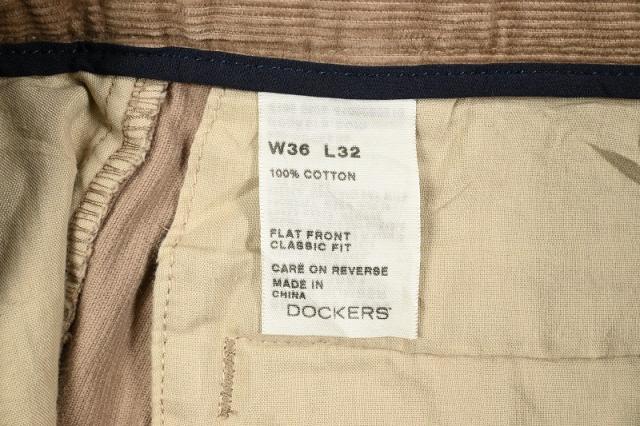 W36 L32
100% COTTON
FLAT FRONT
CLASSIC FIT
CARE ON REVERSE
MADE IN
CHINA
DOCKERS